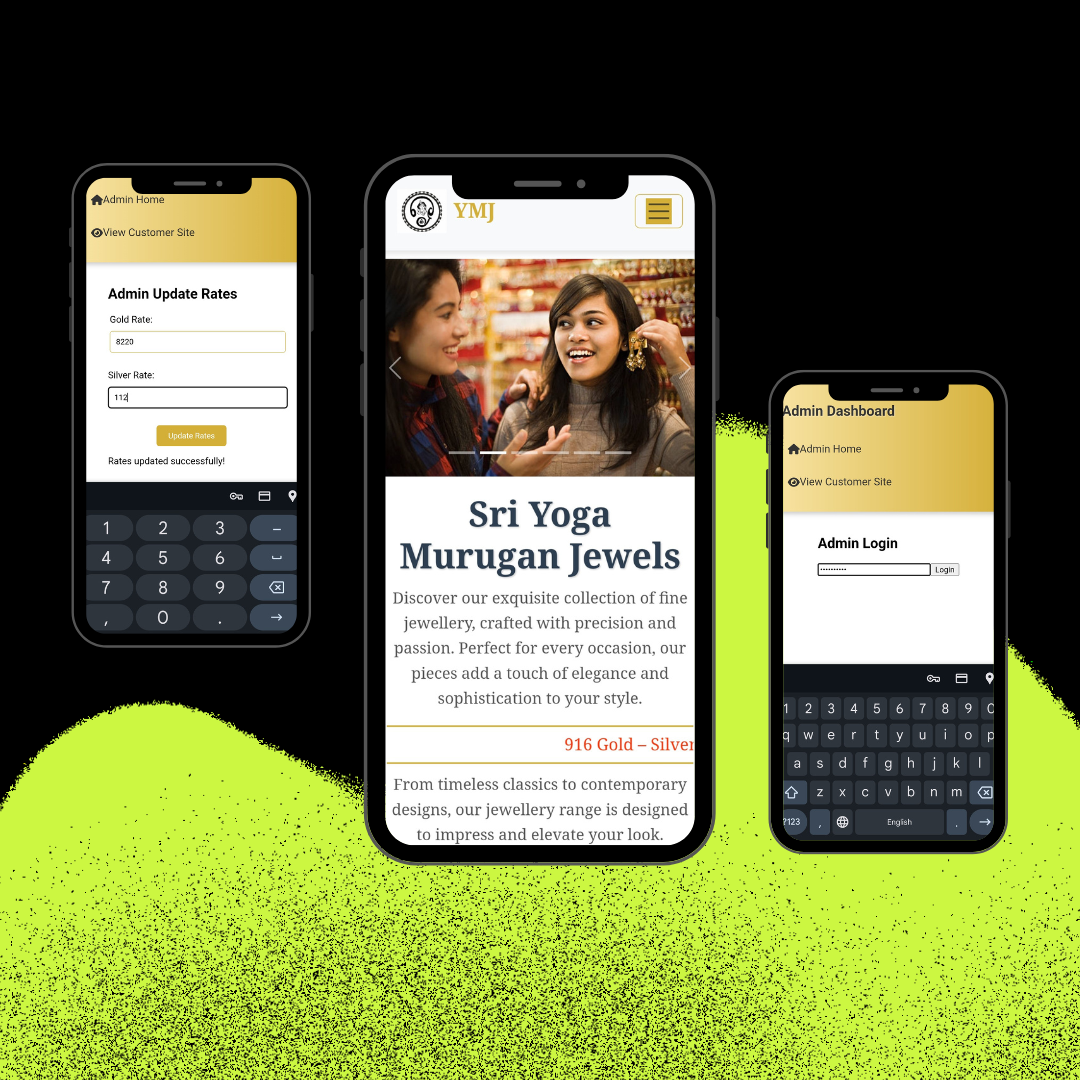 Admin Home
View Customer Site
Admin Update Rates
Gold Rate:
8220
Silver Rate:
112
Update Rates
Rates updated successfully!
1 2 3 –
4 5 6
7 8 9
, 0 .
YMJ
Sri Yoga
Murugan Jewels
Discover our exquisite collection of fine
jewellery, crafted with precision and
passion. Perfect for every occasion, our
pieces add a touch of elegance and
sophistication to your style.
916 Gold – Silver
From timeless classics to contemporary
designs, our jewellery range is designed
to impress and elevate your look.
Admin Dashboard
Admin Home
View Customer Site
Admin Login
Login
1 2 3 4 5 6 7 8 9 0
q w e r t y u i o p
a s d f g h j k l
z x c v b n m
?123 , English .